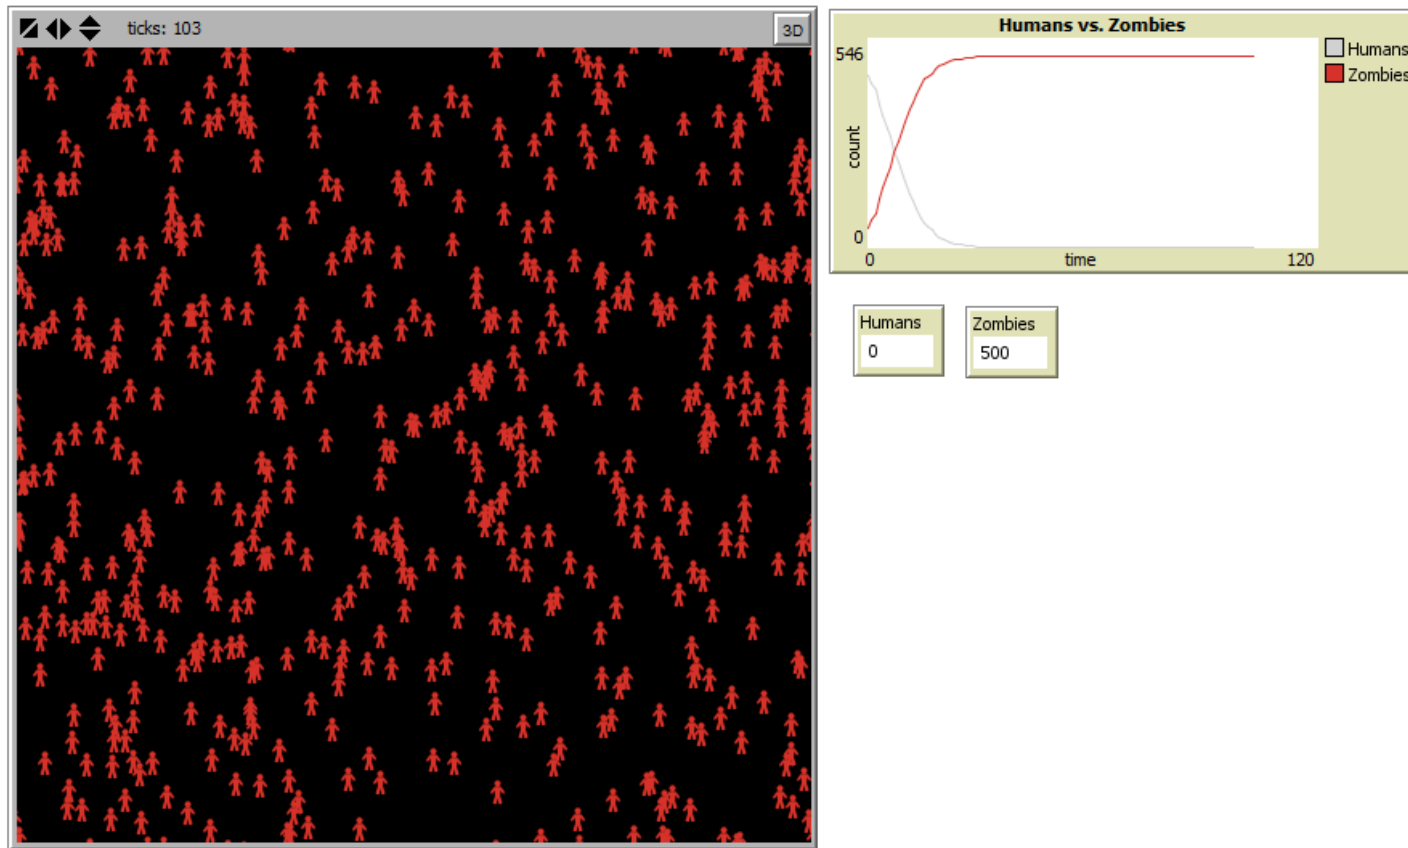 ticks: 103
3D
Humans vs. Zombies
546
count
0
0
time
120
Humans
Zombies
Humans
0
Zombies
500